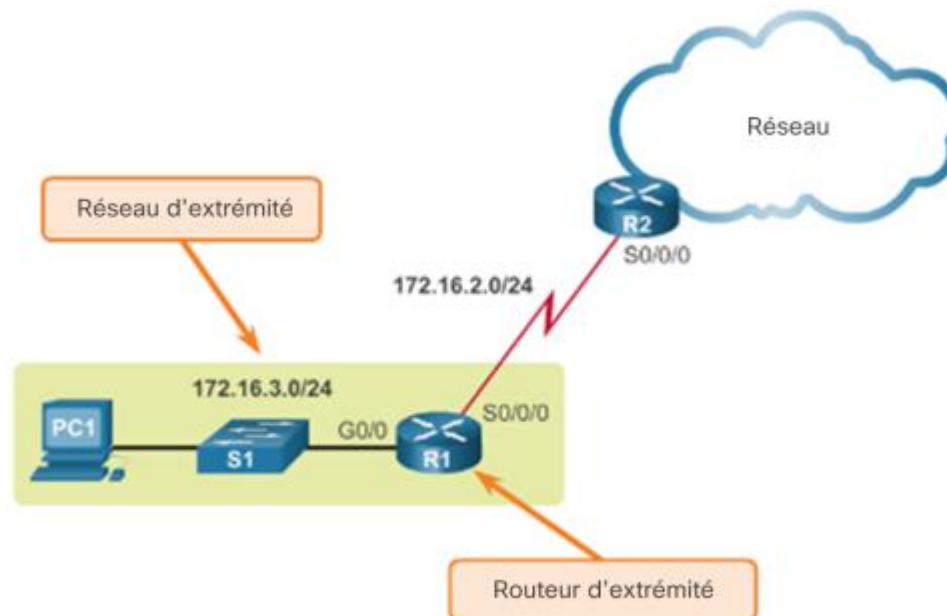 Réseau
Réseau d'extrémité
R2
S0/0/0
172.16.2.0/24
172.16.3.0/24
PC1
S1
G0/0
R1
S0/0/0
Routeur d'extrémité